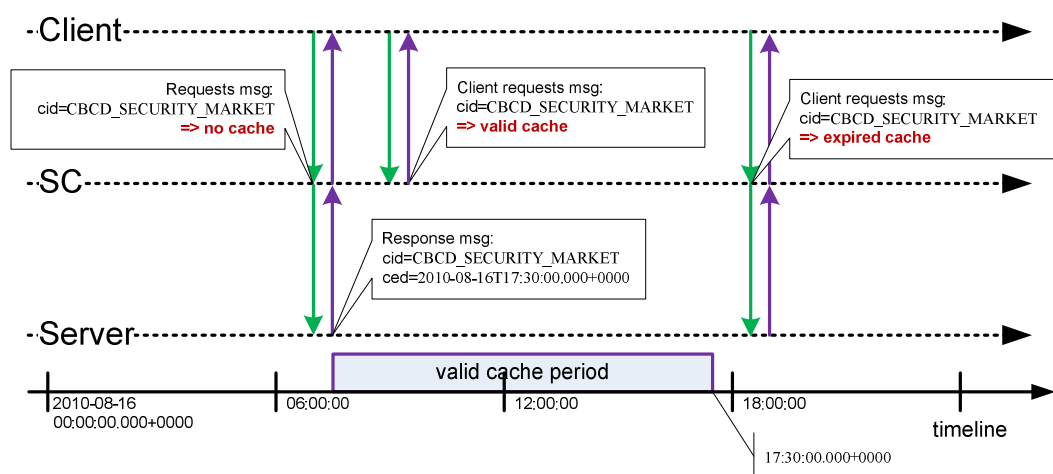 Client
Requests msg:
cid=CBCD_SECURITY_MARKET
=> no cache
Client requests msg:
cid=CBCD_SECURITY_MARKET
=> valid cache
Client requests msg:
cid=CBCD_SECURITY_MARKET
=> expired cache
SC
Response msg:
cid=CBCD_SECURITY_MARKET
ced=2010-08-16T17:30:00,000+0000
Server
valid cache period
2010-08-16
00:00:00.000+0000
06:00:00
12:00:00
18:00:00
timeline
17:30:00.000+0000